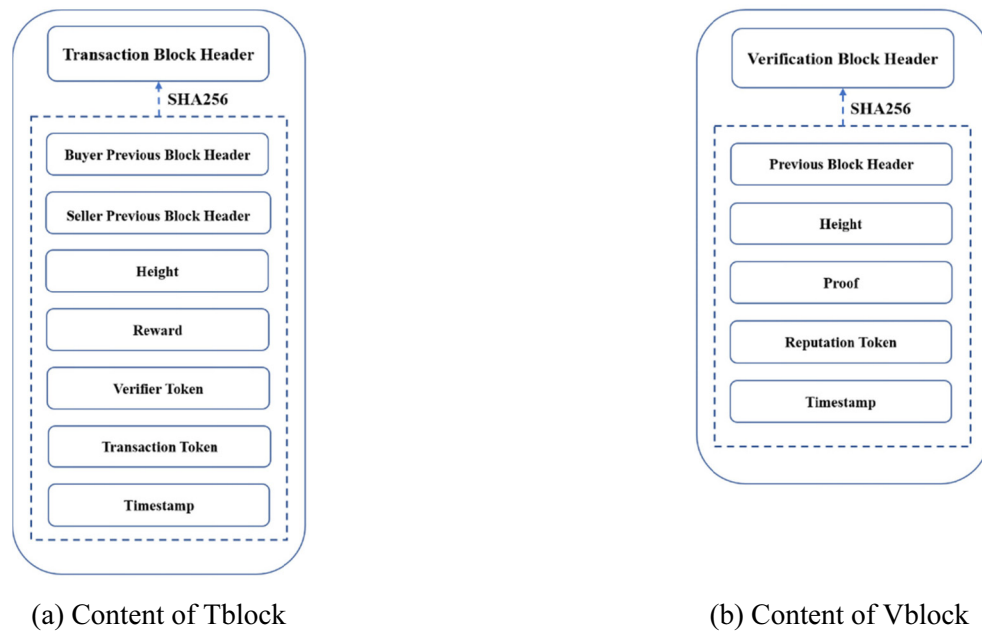 Transaction Block Header
SHA256
Buyer Previous Block Header
Seller Previous Block Header
Height
Reward
Verifier Token
Transaction Token
Timestamp
(a) Content of Tblock
Verification Block Header
SHA256
Previous Block Header
Height
Proof
Reputation Token
Timestamp
(b) Content of Vblock